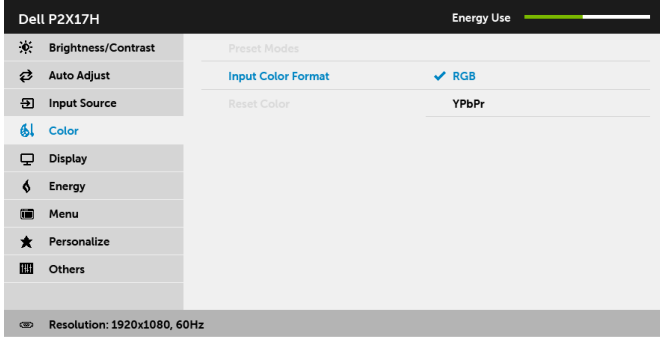 Dell P2X17H Energy Use
Brightness/Contrast Preset Modes
Auto Adjust Input Color Format RGB
Input Source Reset Color YPbPr
Color
Display
Energy
Menu
Personalize
Others
Resolution: 1920x1080, 60Hz